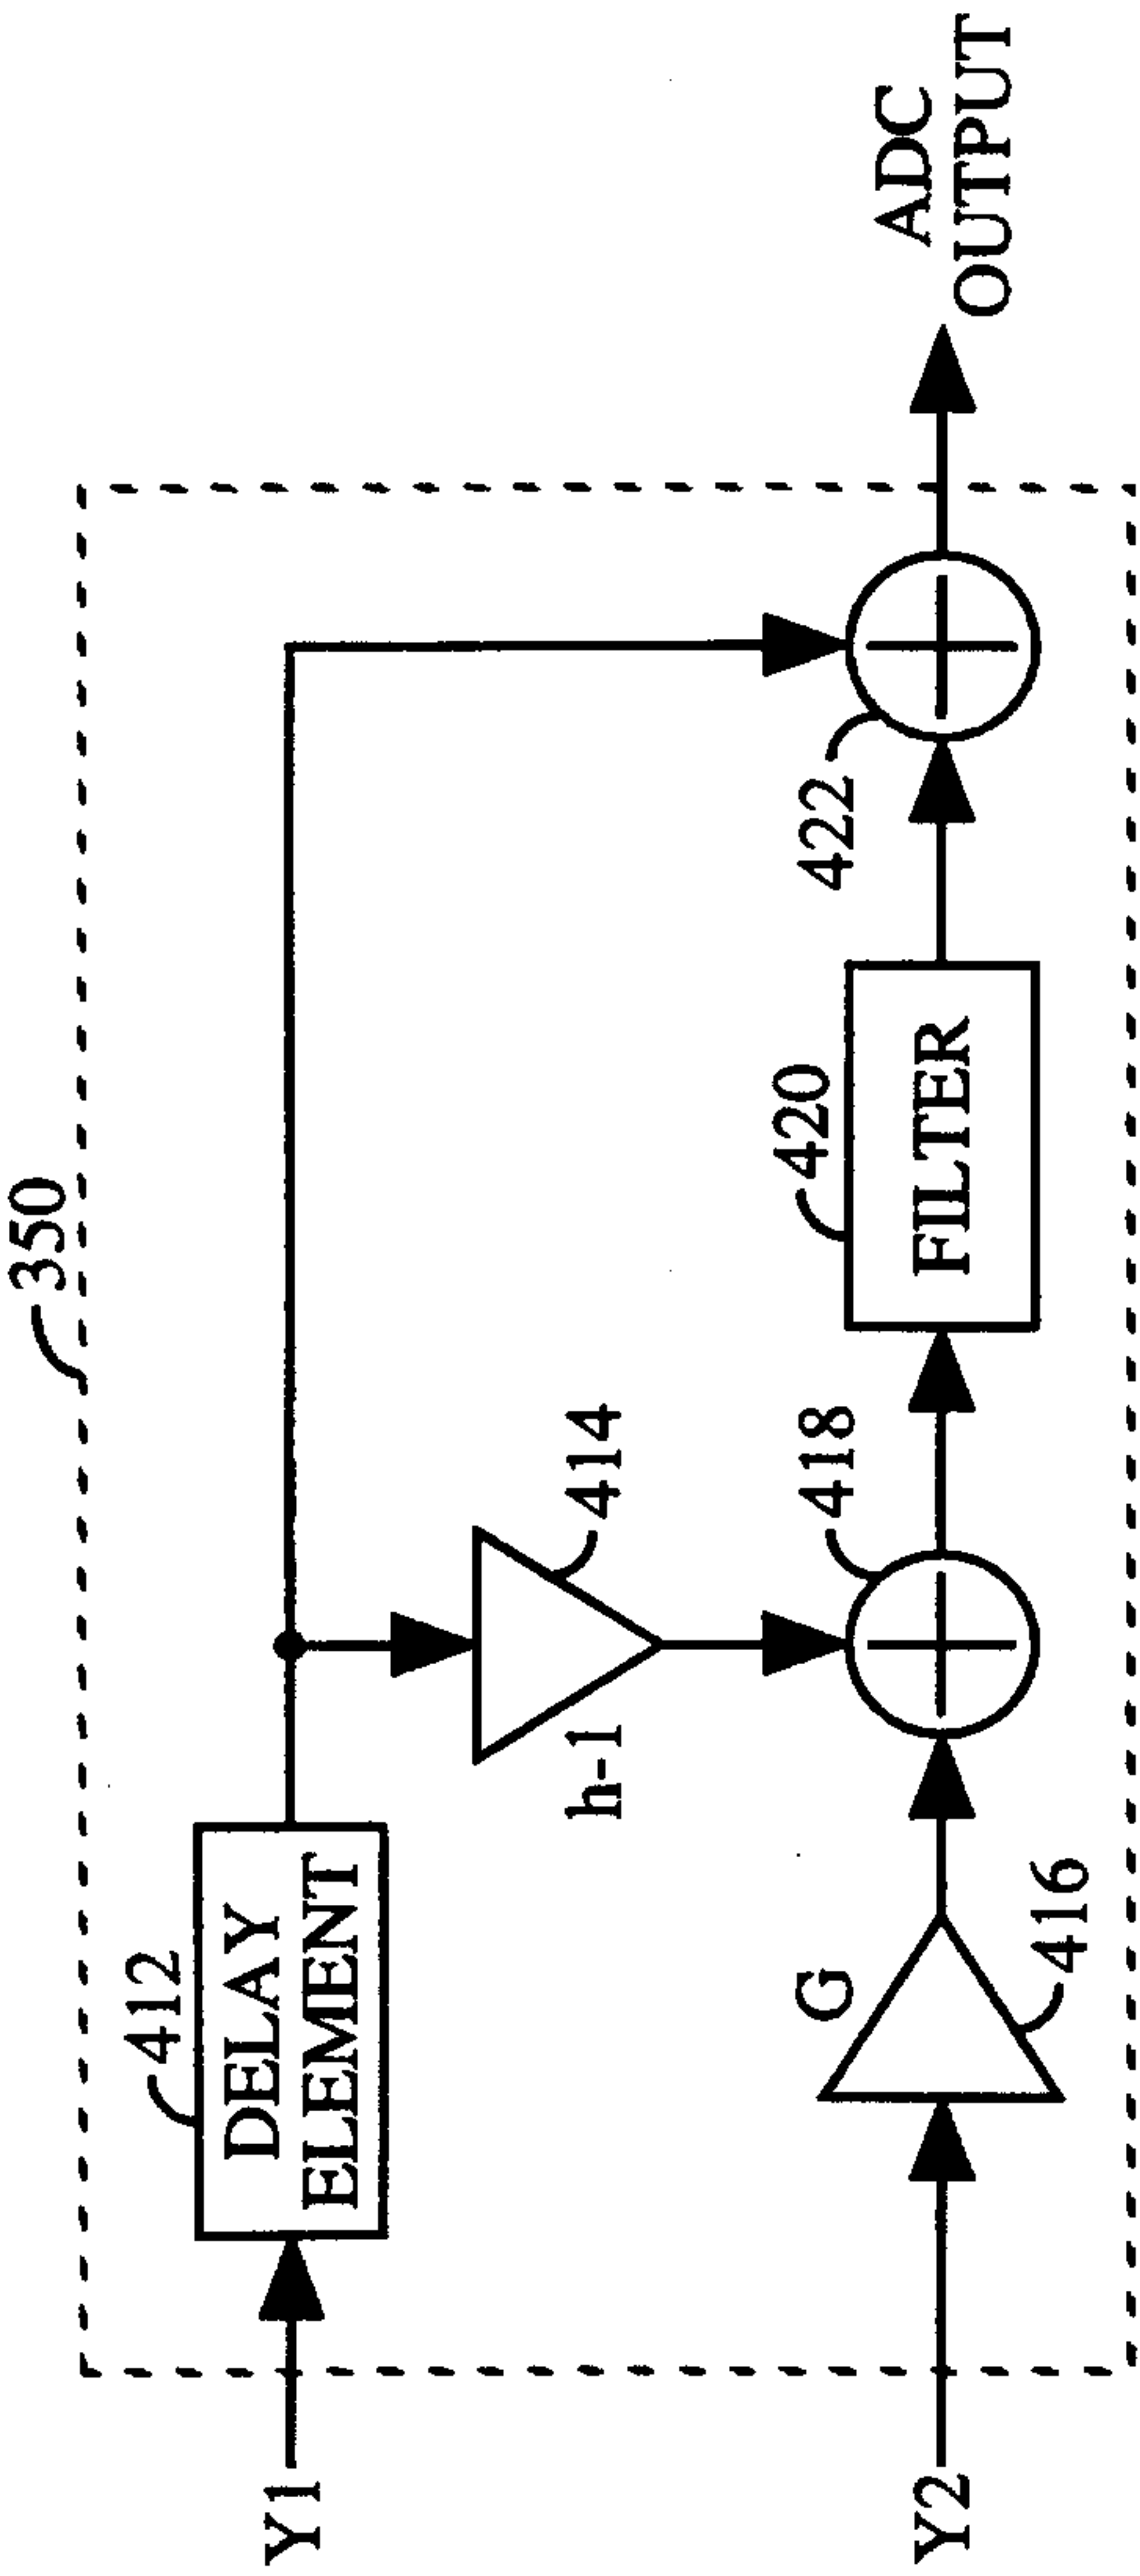 350
412
Y1
DELAY
ELEMENT
h-1
414
Y2
G
416
418
420
FILTER
422
ADC
OUTPUT